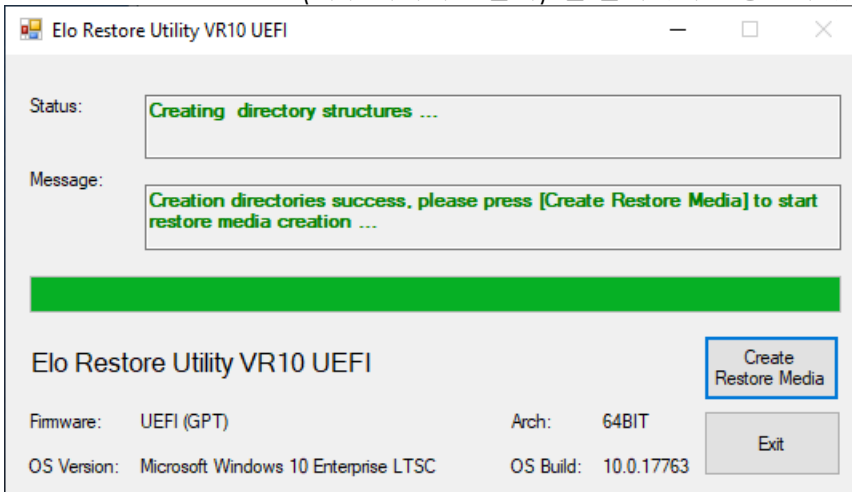 Elo Restore Utility VR10 UEFI
Status:
Creating directory structures ...
Message:
Creation directories success, please press [Create Restore Media] to start
restore media creation ...
Elo Restore Utility VR10 UEFI
Create
Restore Media
Firmware: UEFI (GPT) Arch: 64BIT
Exit
OS Version: Microsoft Windows 10 Enterprise LTSC OS Build: 10.0.17763